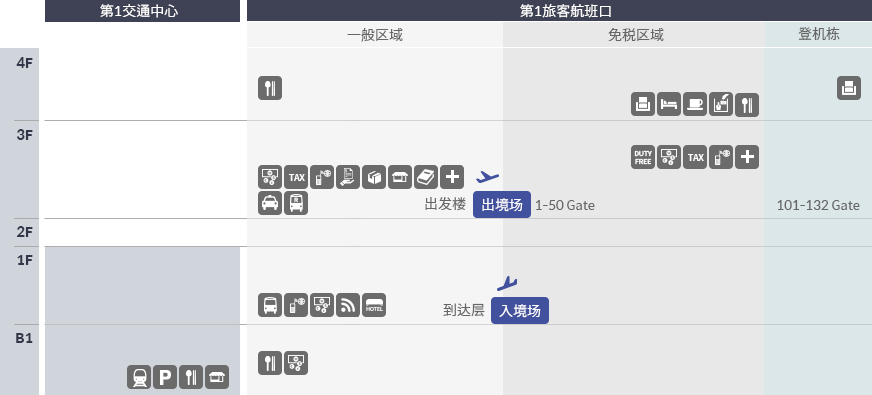 第1交通中心
第1旅客航班口
一般区域
免税区域
登机栋
4F
3F
DUTY FREE
TAX
TAX
出发楼
出境场
1-50 Gate
101-132 Gate
2F
1F
HOTEL
到达层
入境场
B1
P